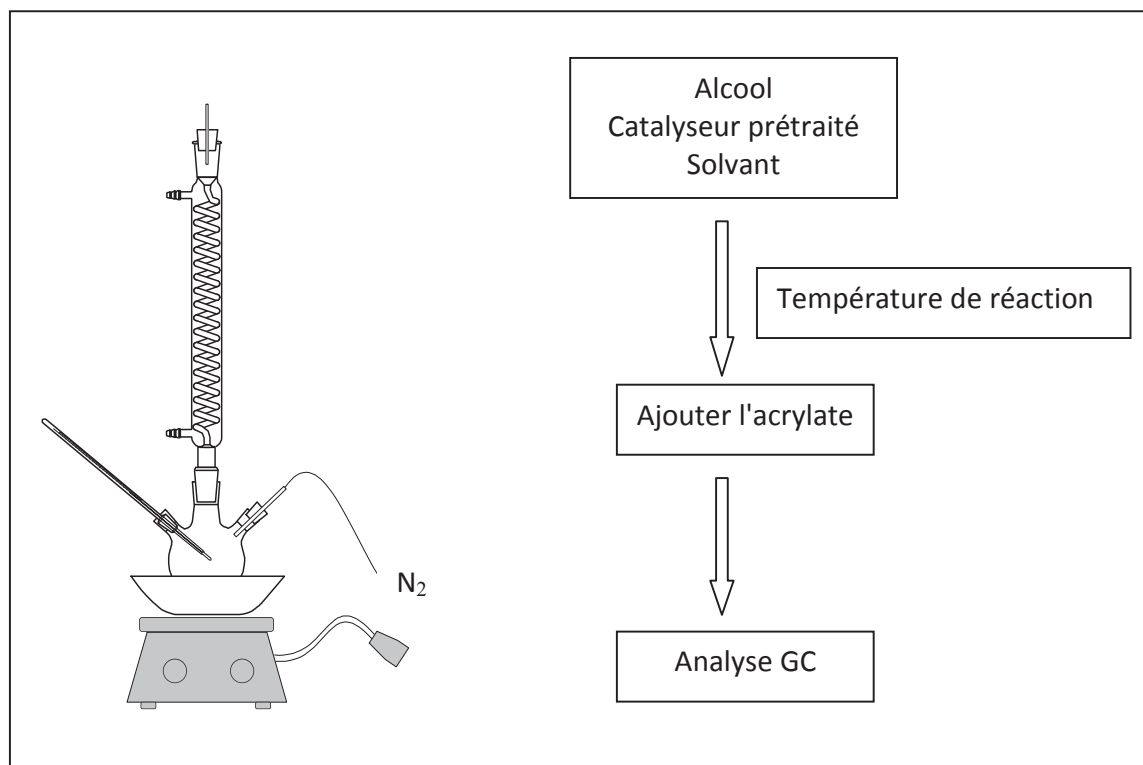 Alcool
Catalyseur prétraité
Solvant
Température de réaction
Ajouter l'acrylate
N₂
Analyse GC